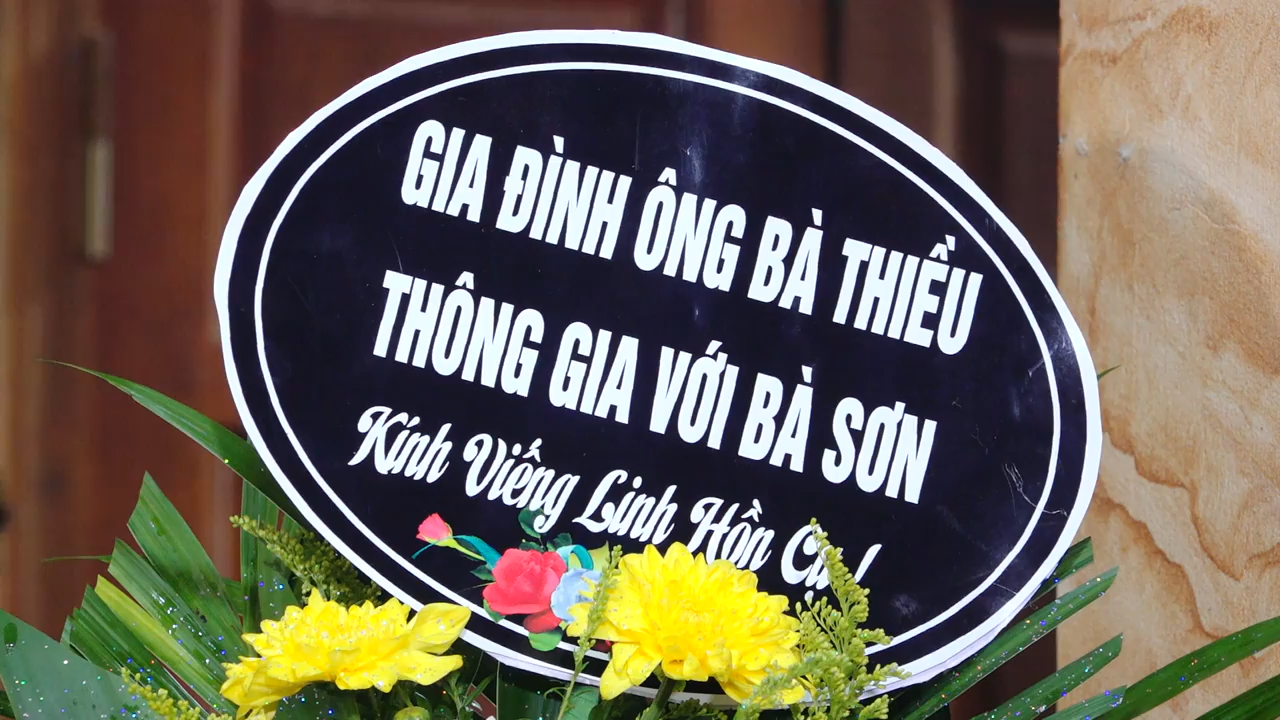 GIA ĐÌNH ÔNG BÀ THIỀU
THÔNG GIA VỚI BÀ SƠN
Kính Viếng Linh Hồn Cụ!